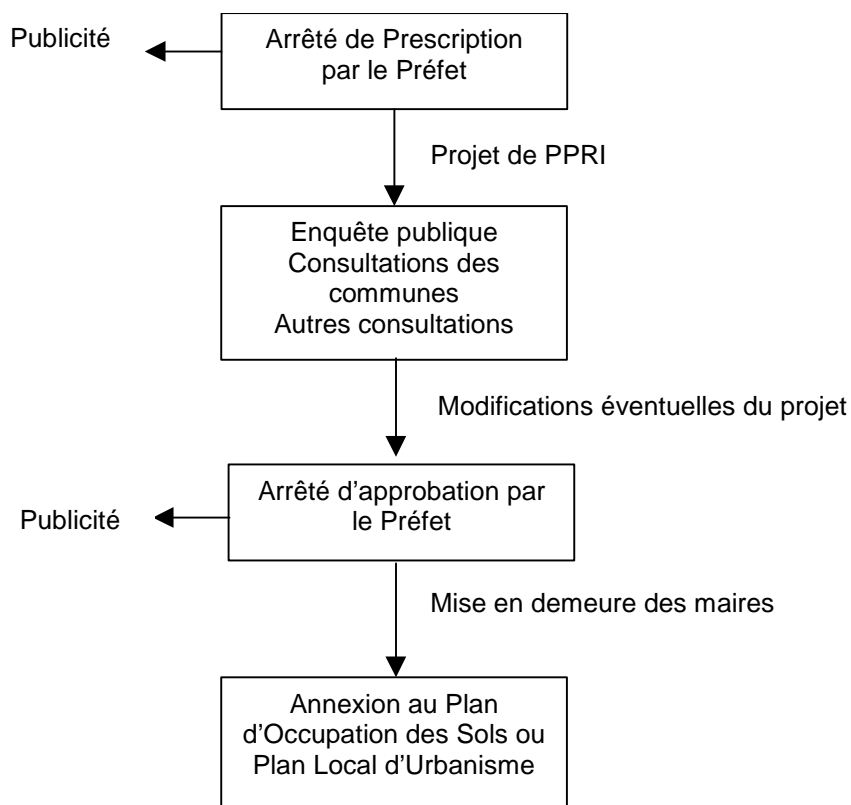 Publicité
Arrêté de Prescription
par le Préfet
Projet de PPRI
Enquête publique
Consultations des
communes
Autres consultations
Modifications éventuelles du projet
Arrêté d’approbation par
le Préfet
Publicité
Mise en demeure des maires
Annexion au Plan
d’Occupation des Sols ou
Plan Local d’Urbanisme